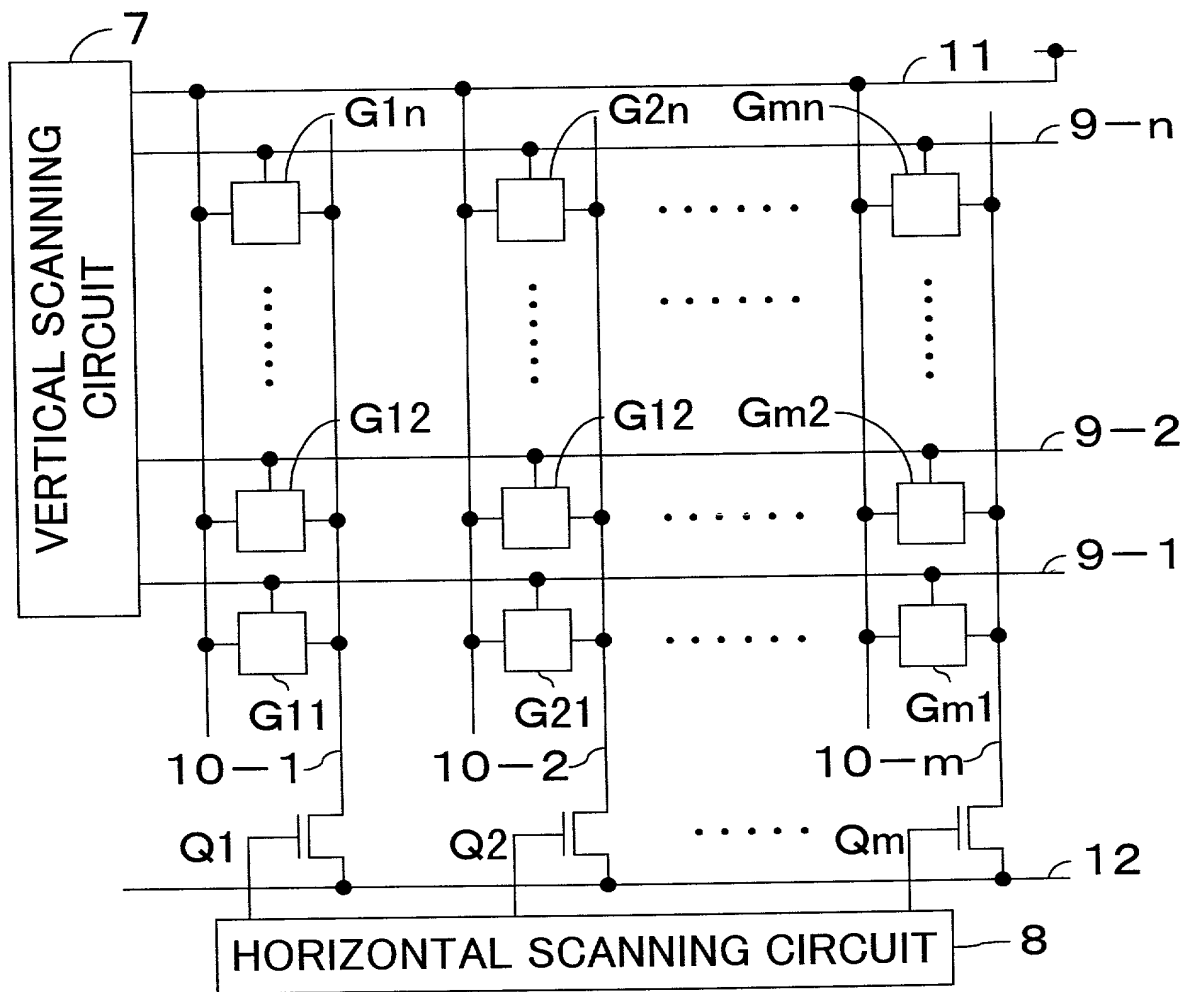 7
11
G1n
G2n
Gmn
9-n
VERTICAL SCANNING
CIRCUIT
G12
G12
Gm2
9-2
9-1
G11
G21
Gm1
10-1
10-2
10-m
Q1
Q2
Qm
12
HORIZONTAL SCANNING CIRCUIT
8